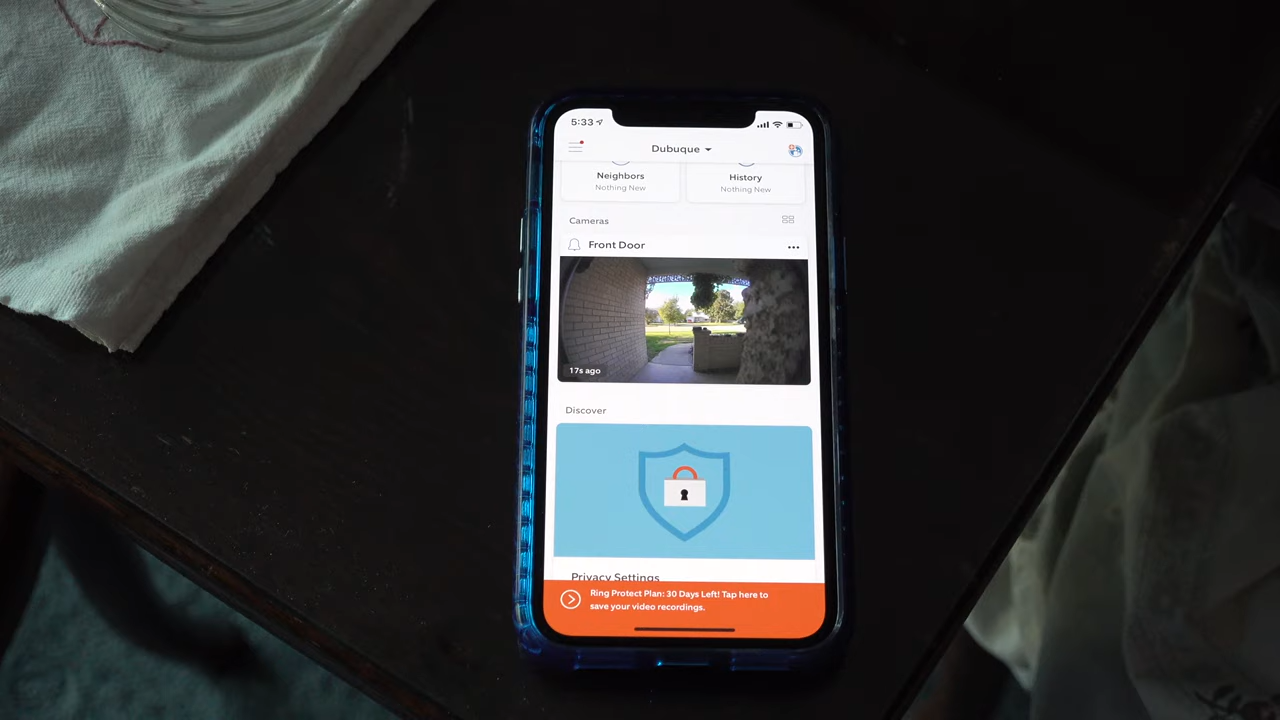 5:33
Dubuque
Neighbors
Nothing New
History
Nothing New
Cameras
Front Door
17s ago
Discover
Privacy Settings
Ring Protect Plan: 30 Days Left! Tap here to
save your video recordings.